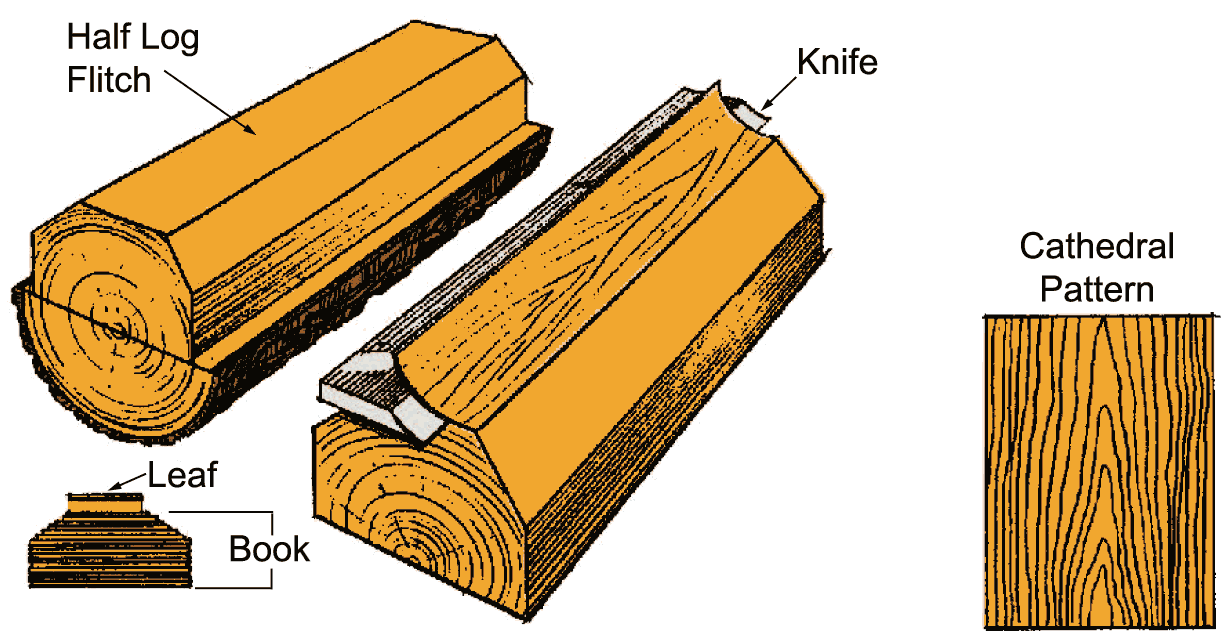 Half Log
Flitch
Knife
Cathedral
Pattern
Leaf
Book